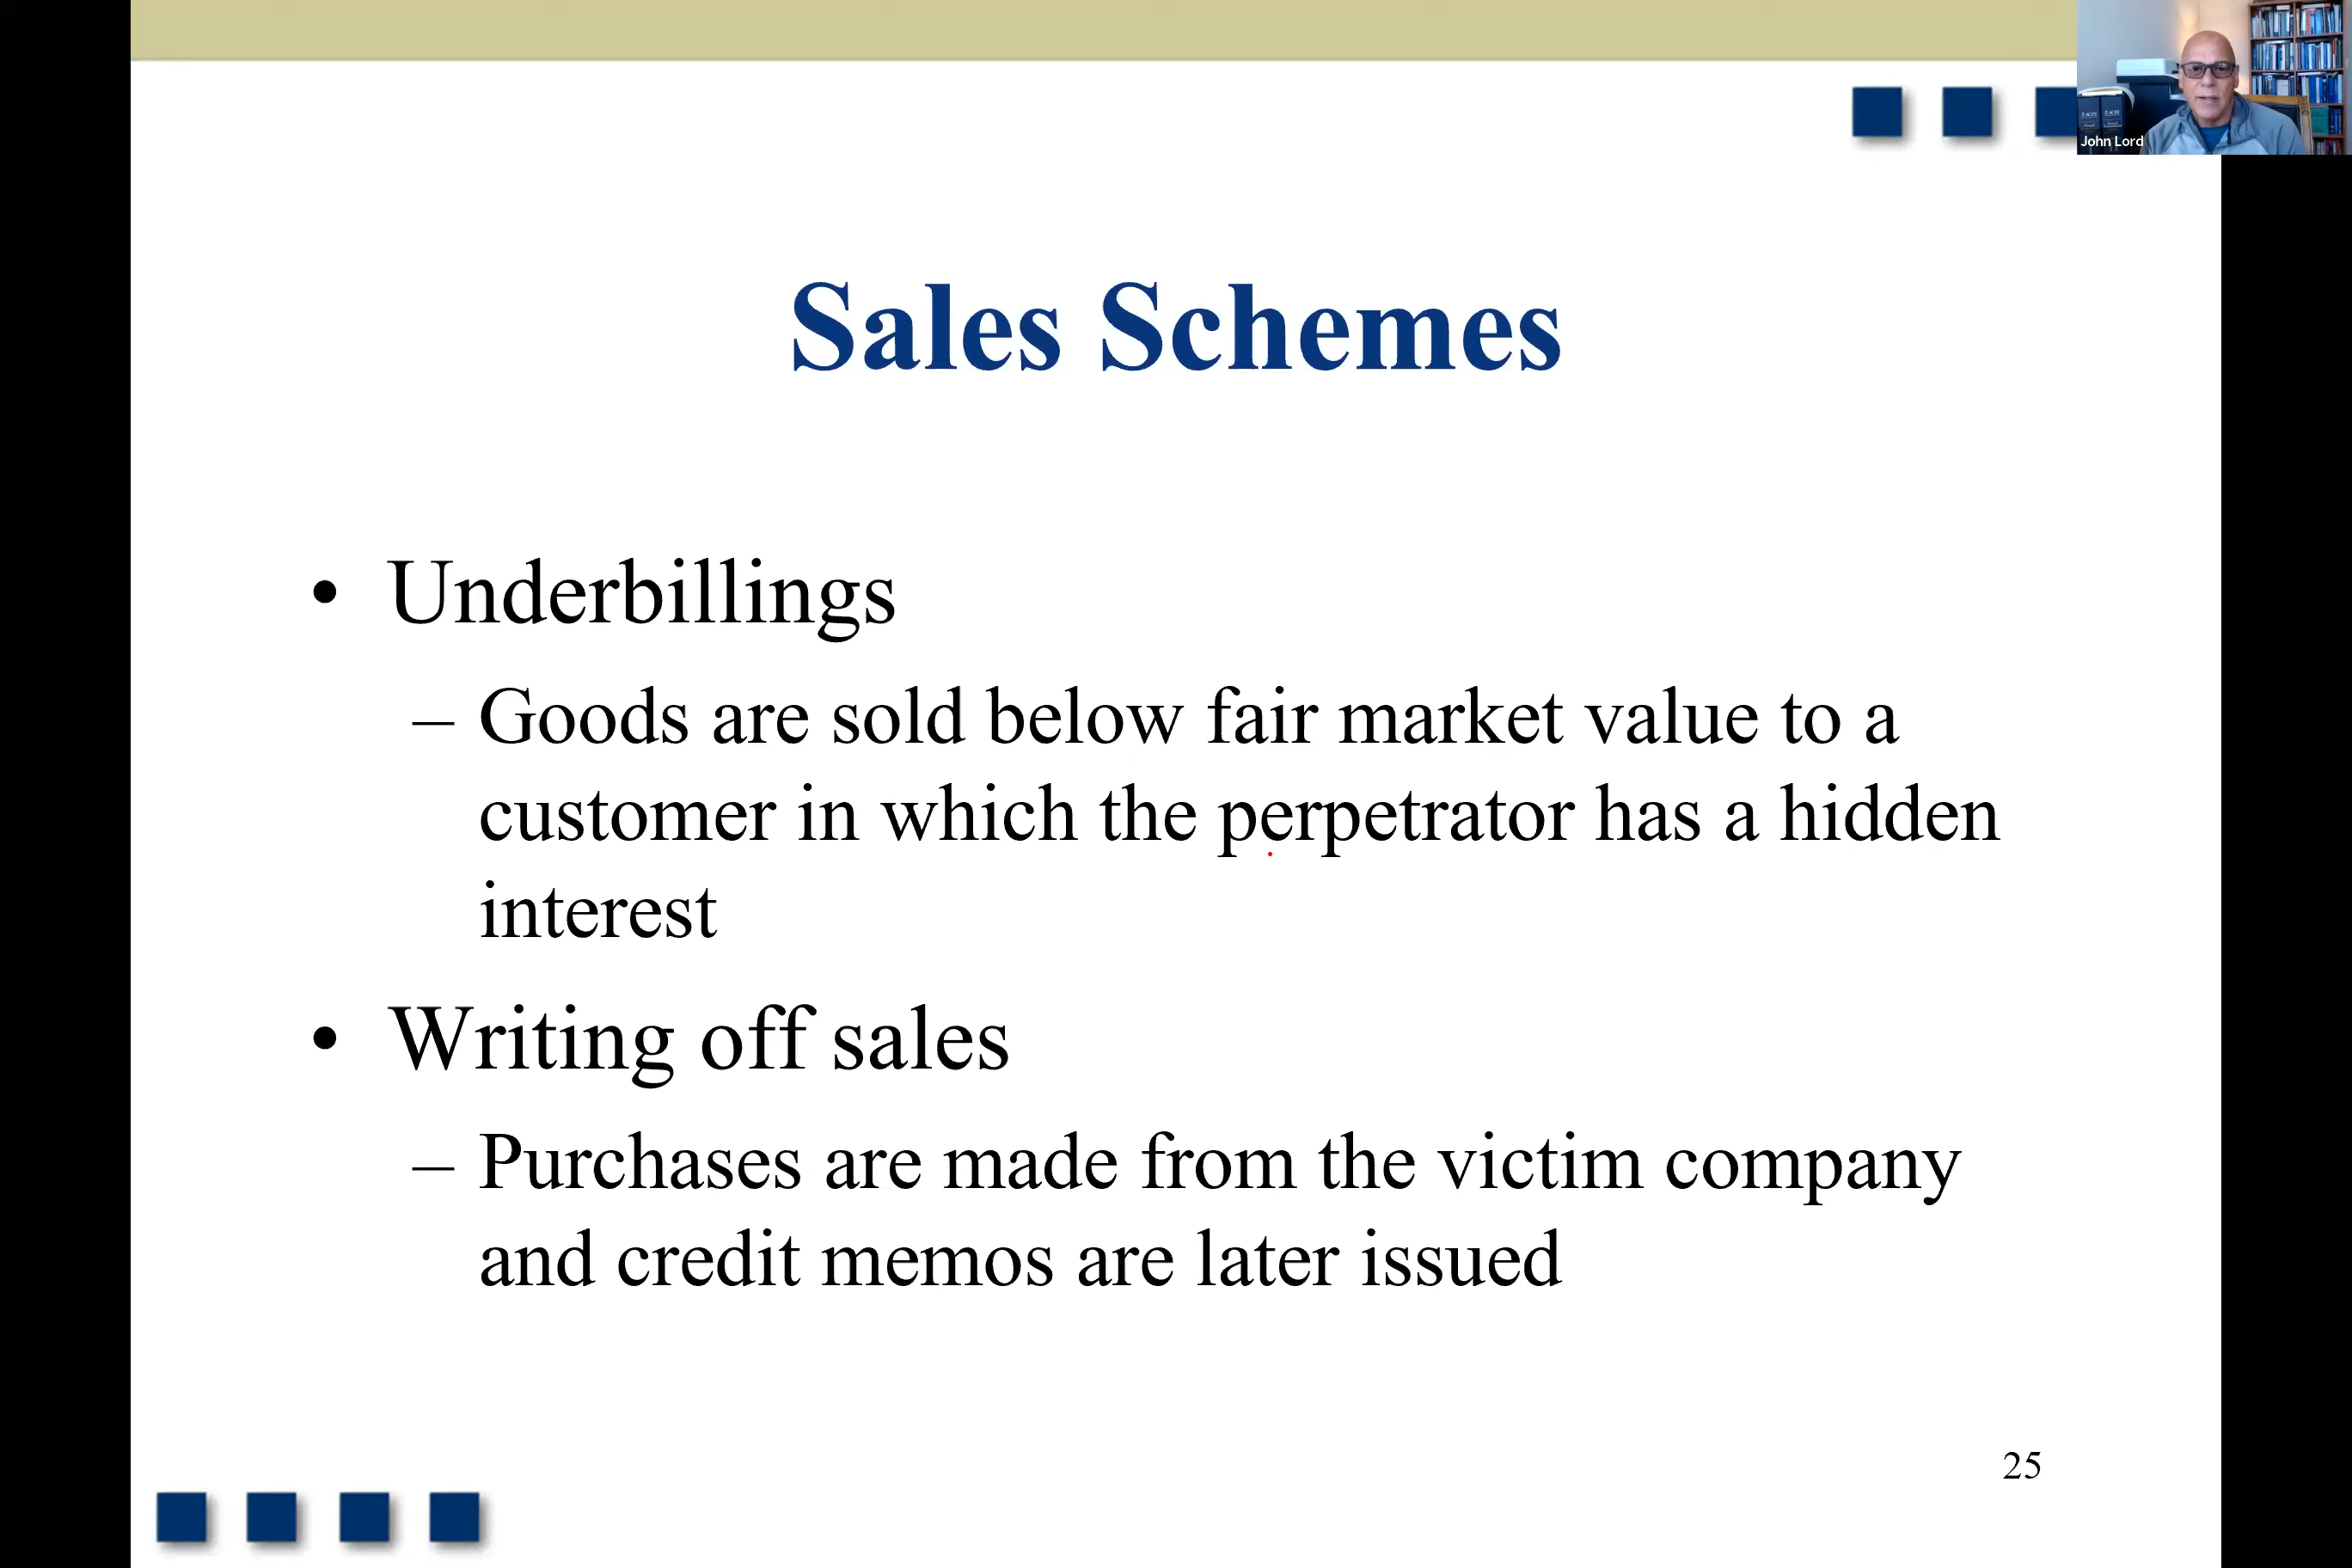 John Lord
Sales Schemes
• Underbillings
– Goods are sold below fair market value to a
customer in which the perpetrator has a hidden
interest
• Writing off sales
– Purchases are made from the victim company
and credit memos are later issued
25